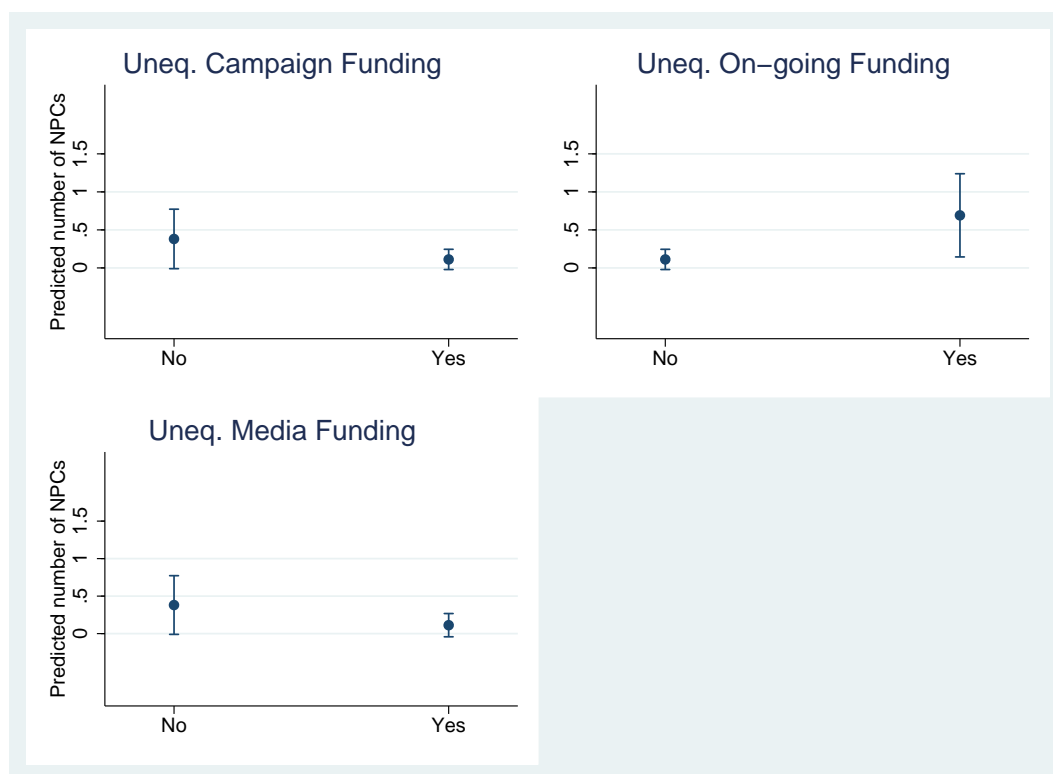 Uneq. Campaign Funding
Predicted number of NPCs
1.5
1
.5
0
No Yes
Uneq. On−going Funding
1.5
1
.5
0
No Yes
Uneq. Media Funding
Predicted number of NPCs
1.5
1
.5
0
No Yes